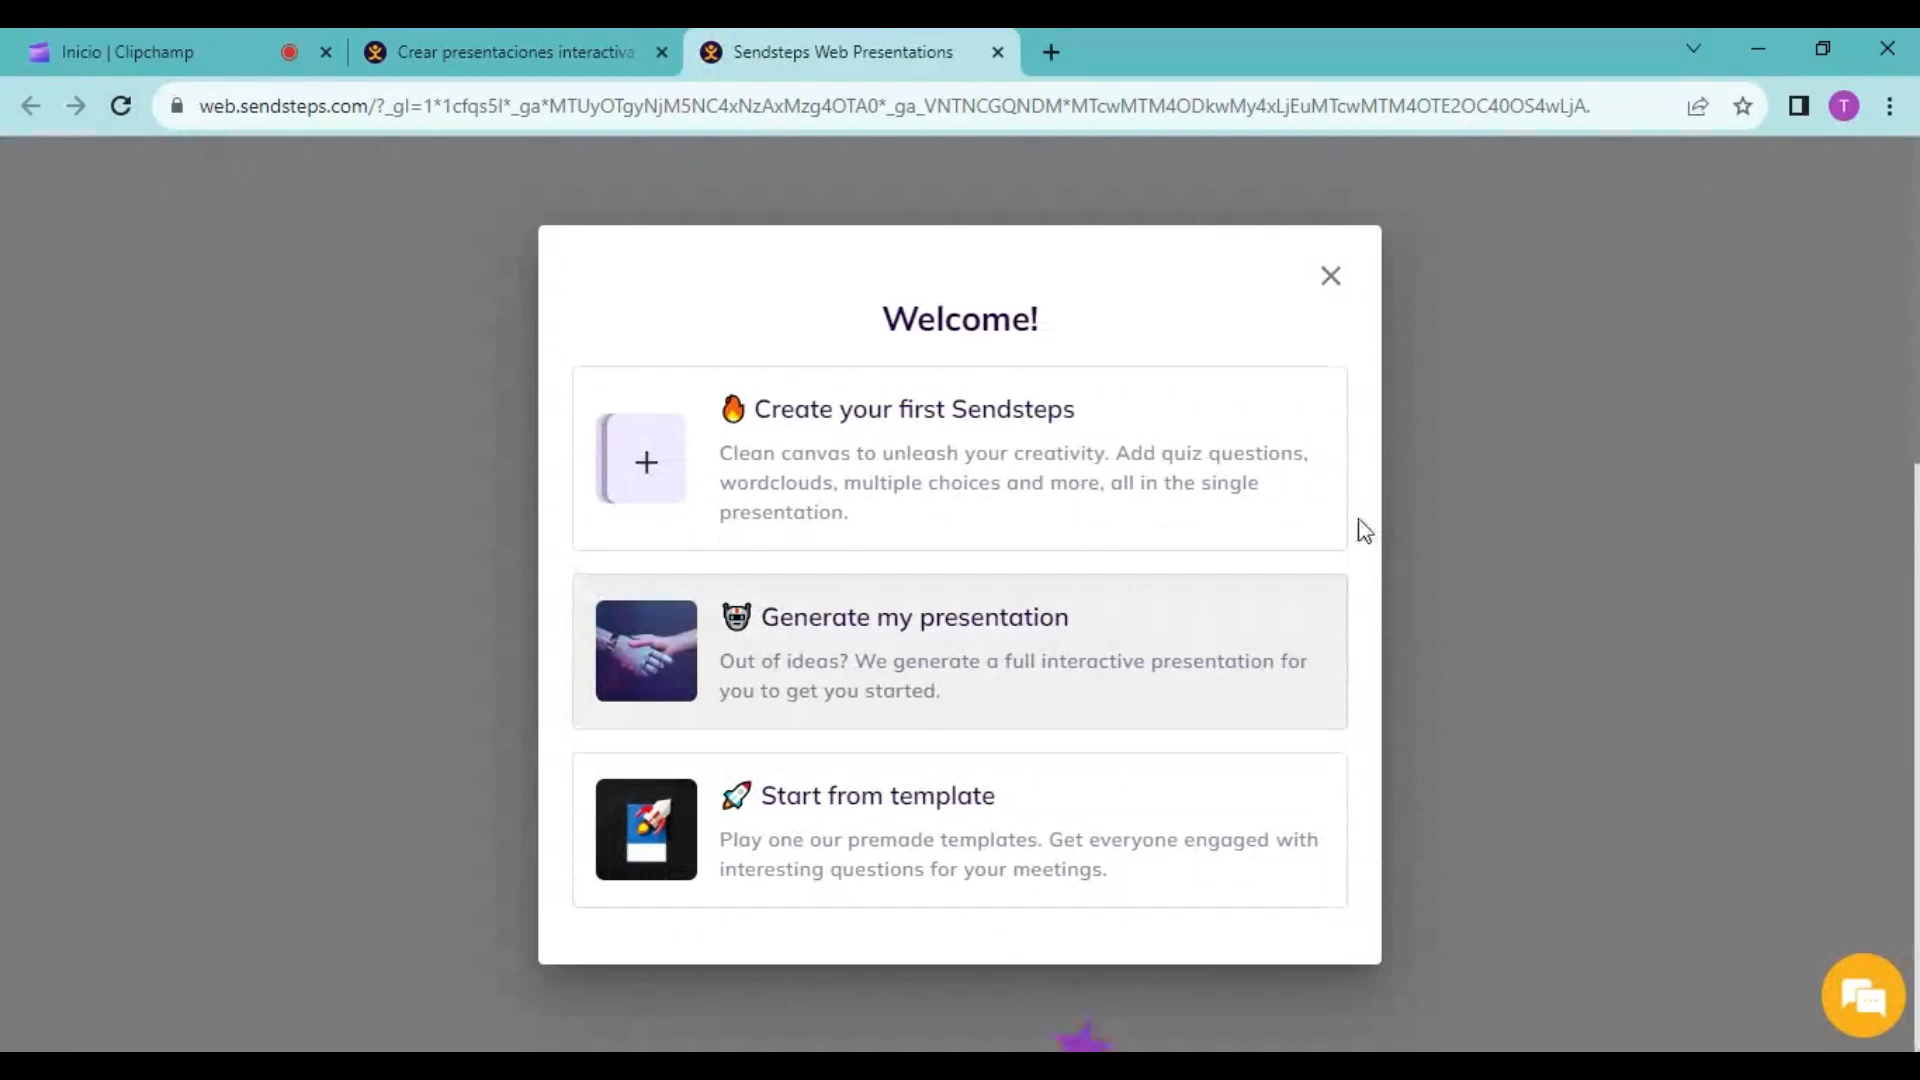 Inicio | Clipchamp
Crear presentaciones interactiva
Sendsteps Web Presentations
web.sendsteps.com/?_gl=1*1cfqs5l*_ga*MTUyOTgyNjM5NC4xNzAxMzg4OTA0*_ga_VNTNCGQNDM*MTcwMTM4ODkwMy4xLjEuMTcwMTM4OTE2OC40OS4wLjA.
T
Welcome!
Create your first Sendsteps
Clean canvas to unleash your creativity. Add quiz questions,
wordclouds, multiple choices and more, all in the single
presentation.
Generate my presentation
Out of ideas? We generate a full interactive presentation for
you to get you started.
Start from template
Play one our premade templates. Get everyone engaged with
interesting questions for your meetings.